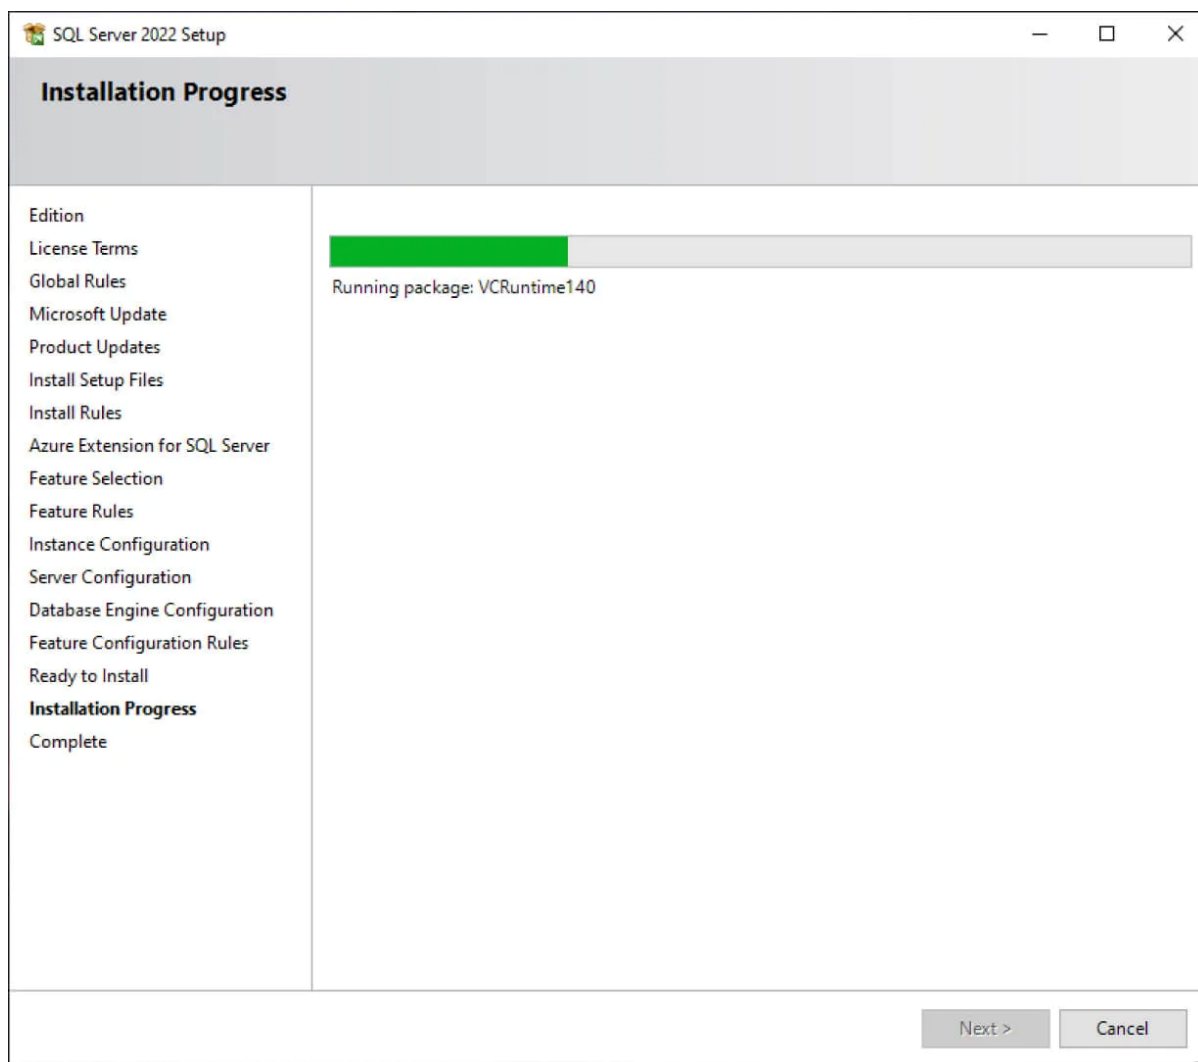 SQL Server 2022 Setup
Installation Progress
Edition
License Terms
Global Rules
Microsoft Update
Product Updates
Install Setup Files
Install Rules
Azure Extension for SQL Server
Feature Selection
Feature Rules
Instance Configuration
Server Configuration
Database Engine Configuration
Feature Configuration Rules
Ready to Install
Installation Progress
Complete
Running package: VCRuntime140
Next >
Cancel